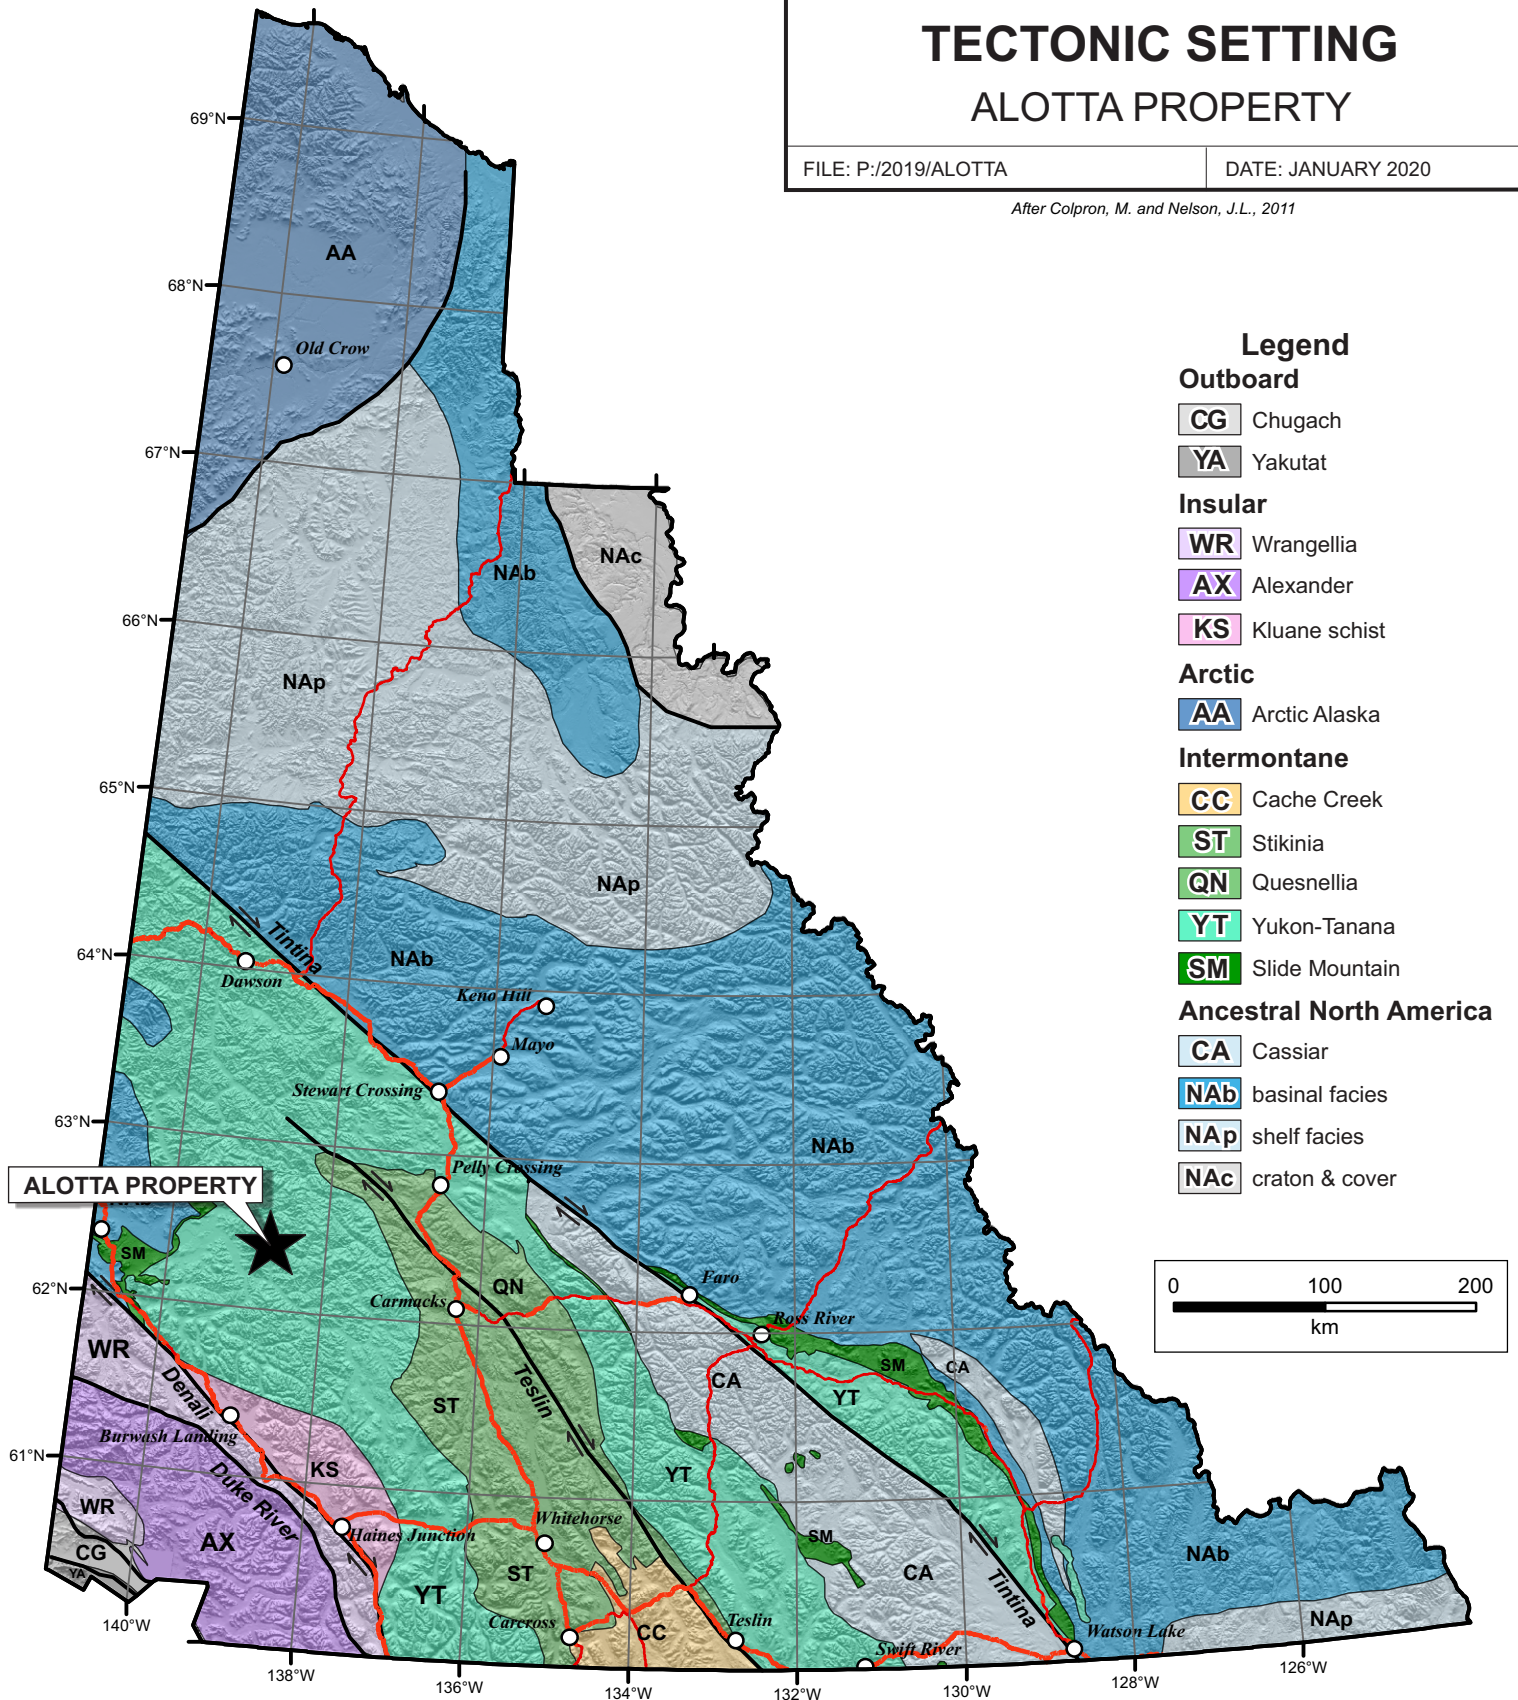 TECTONIC SETTING
ALOTTA PROPERTY
FILE: P:/2019/ALOTTA
DATE: JANUARY 2020
After Colpron, M. and Nelson, J.L., 2011
Legend
Outboard
CG Chugach
YA Yakutat
Insular
WR Wrangellia
AX Alexander
KS Kluane schist
Arctic
AA Arctic Alaska
Intermontane
CC Cache Creek
ST Stikinia
QN Quesnellia
YT Yukon-Tanana
SM Slide Mountain
Ancestral North America
CA Cassiar
NAb basinal facies
NAp shelf facies
NAc craton & cover
0 100 200
km
69°N
AA
68°N
Old Crow
67°N
NAc
NAb
66°N
NAp
65°N
NAp
Tintina
64°N
NAb
Dawson
Keno Hill
Mayo
Stewart Crossing
63°N
NAb
Pelly Crossing
ALOTTA PROPERTY
NAb
SM
62°N
QN
Faro
Carmacks
Ross River
WR
SM
CA
Denali
Teslin
CA
YT
ST
Burwash Landing
61°N
KS
YT
Duke River
WR
Whitehorse
Haines Junction
SM
AX
CG
YA
ST
CA
NAb
YT
Tintina
140°W
Carcross
CC
Teslin
Swift River
Watson Lake
NAp
138°W
136°W
134°W
132°W
130°W
128°W
126°W